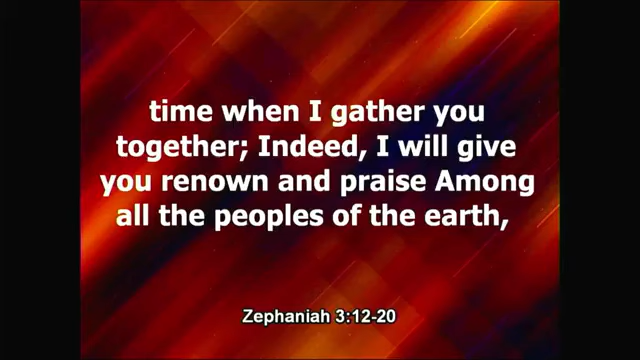 time when I gather you
together; Indeed, I will give
you renown and praise Among
all the peoples of the earth,
Zephaniah 3:12-20